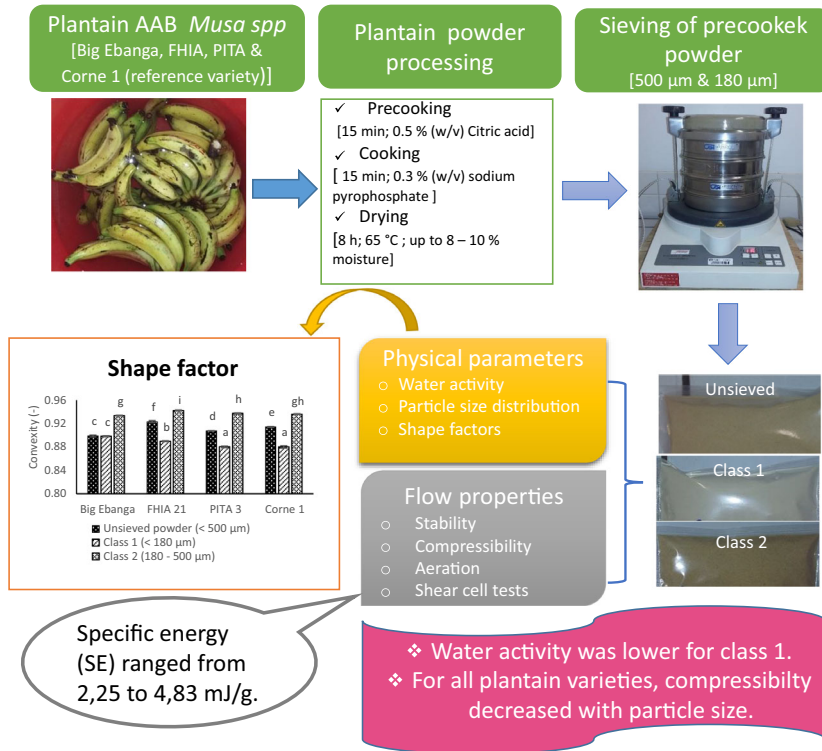 Plantain AAB Musa spp
[Big Ebanga, FHIA, PITA &
Corne 1 (reference variety)]
Plantain powder
processing
Sieving of precookek
powder
[500 µm & 180 µm]
✓ Precooking
[15 min; 0.5 % (w/v) Citric acid]
✓ Cooking
[ 15 min; 0.3 % (w/v) sodium
pyrophosphate ]
✓ Drying
[8 h; 65 °C ; up to 8 – 10 %
moisture]
Shape factor
Convexity (-)
0.96
0.92
0.88
0.84
0.80
c c g
f b i
d a h
e a gh
Big Ebanga FHIA 21 PITA 3 Corne 1
Unsieved powder (< 500 µm)
Class 1 (< 180 µm)
Class 2 (180 - 500 µm)
Physical parameters
○ Water activity
○ Particle size distribution
○ Shape factors
Flow properties
○ Stability
○ Compressibility
○ Aeration
○ Shear cell tests
Unsieved
Class 1
Class 2
Specific energy
(SE) ranged from
2,25 to 4,83 mJ/g.
❖ Water activity was lower for class 1.
❖ For all plantain varieties, compressibilty
decreased with particle size.